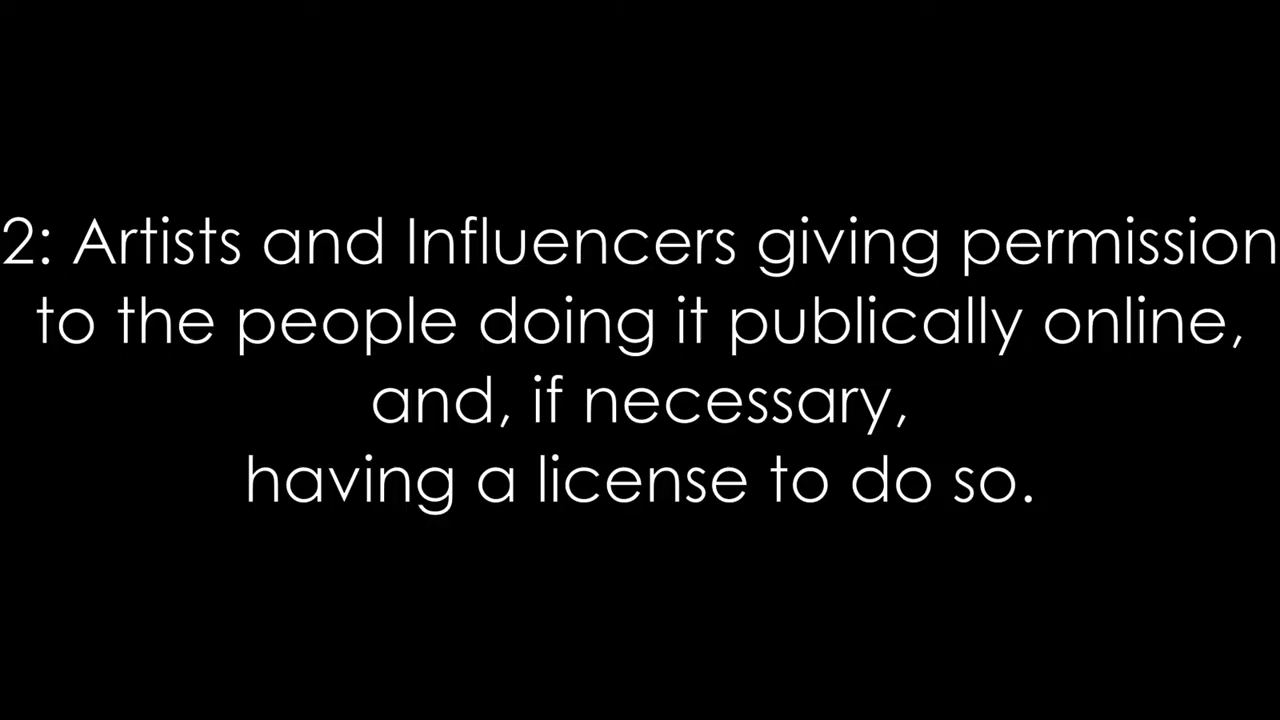 2: Artists and Influencers giving permission
to the people doing it publically online,
and, if necessary,
having a license to do so.